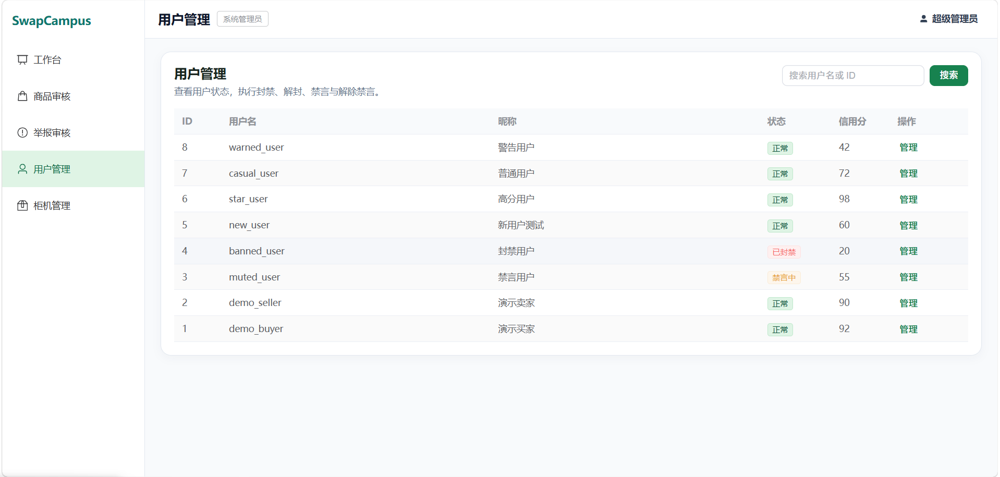 SwapCampus
工作台
商品审核
举报审核
用户管理
柜机管理
用户管理 系统管理员
超级管理员
用户管理
查看用户状态，执行封禁、解封、禁言与解除禁言。
搜索用户名或 ID 搜索
ID 用户名 昵称 状态 信用分 操作
8 warned_user 警告用户 正常 42 管理
7 casual_user 普通用户 正常 72 管理
6 star_user 高分用户 正常 98 管理
5 new_user 新用户测试 正常 60 管理
4 banned_user 封禁用户 已封禁 20 管理
3 muted_user 禁言用户 禁言中 55 管理
2 demo_seller 演示卖家 正常 90 管理
1 demo_buyer 演示买家 正常 92 管理